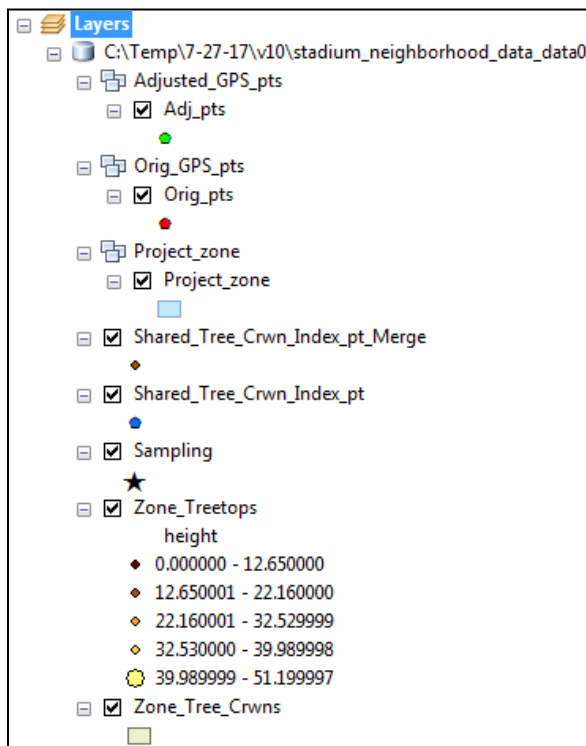 Layers
C:\Temp\7-27-17\v10\stadium_neighborhood_data_data0
Adjusted_GPS_pts
Adj_pts
Orig_GPS_pts
Orig_pts
Project_zone
Project_zone
Shared_Tree_Crwn_Index_pt_Merge
Shared_Tree_Crwn_Index_pt
Sampling
Zone_Treetops
height
0.000000 - 12.650000
12.650001 - 22.160000
22.160001 - 32.529999
32.530000 - 39.989998
39.989999 - 51.199997
Zone_Tree_Crwns